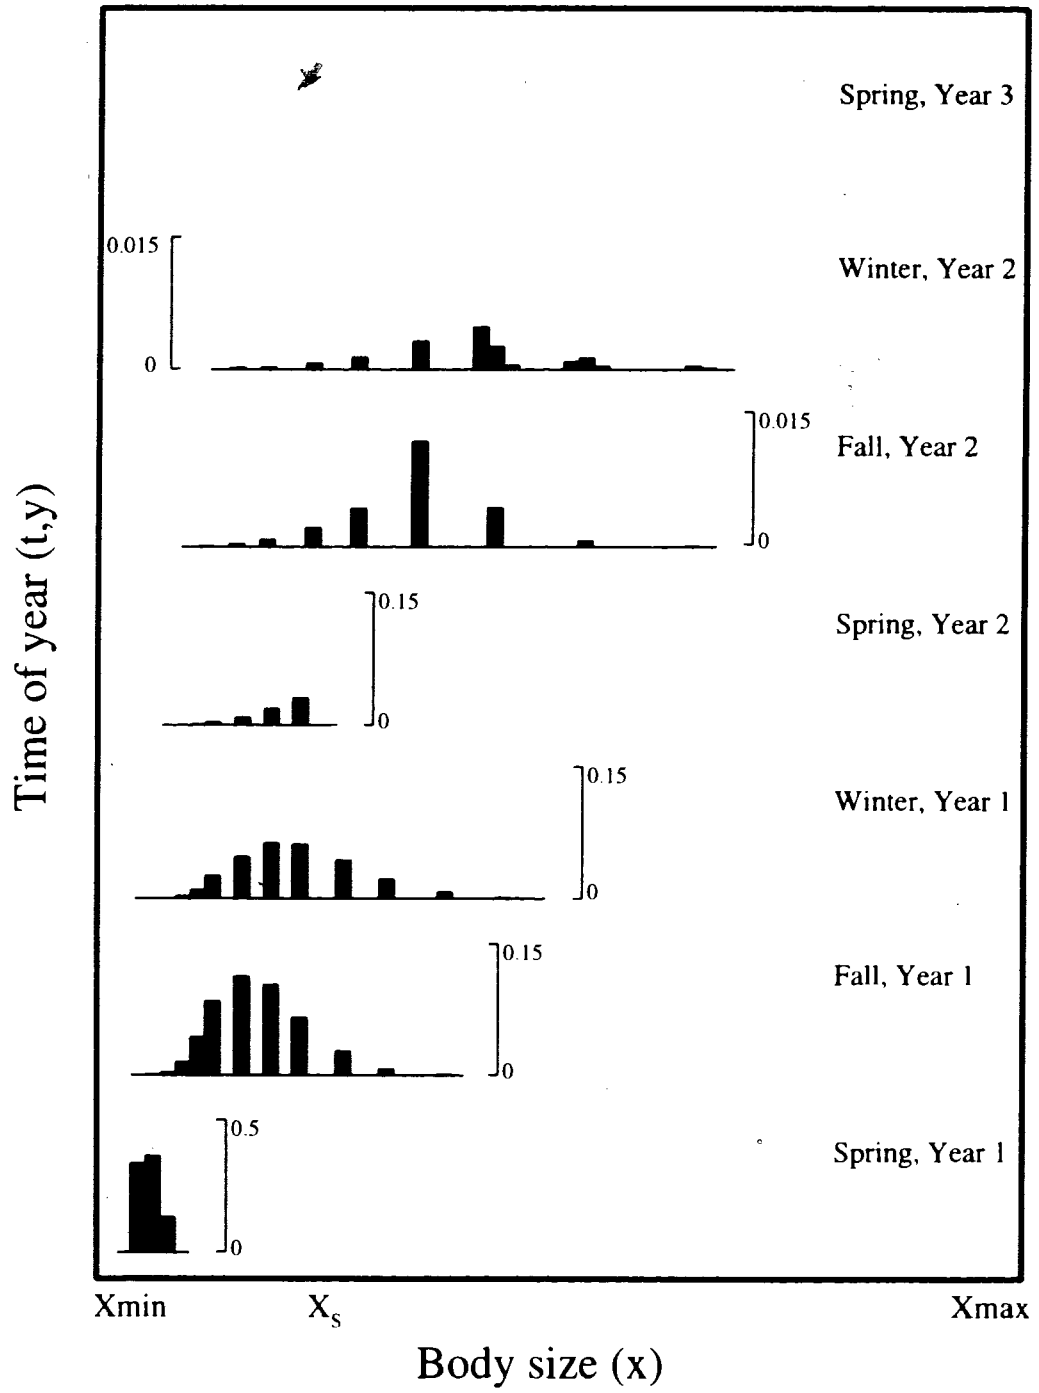 Spring, Year 3
0.015
0
Winter, Year 2
0.015
0
Fall, Year 2
0.15
0
Spring, Year 2
0.15
0
Winter, Year 1
0.15
0
Fall, Year 1
0.5
0
Spring, Year 1
Time of year (t,y)
Xmin
Xs
Xmax
Body size (x)